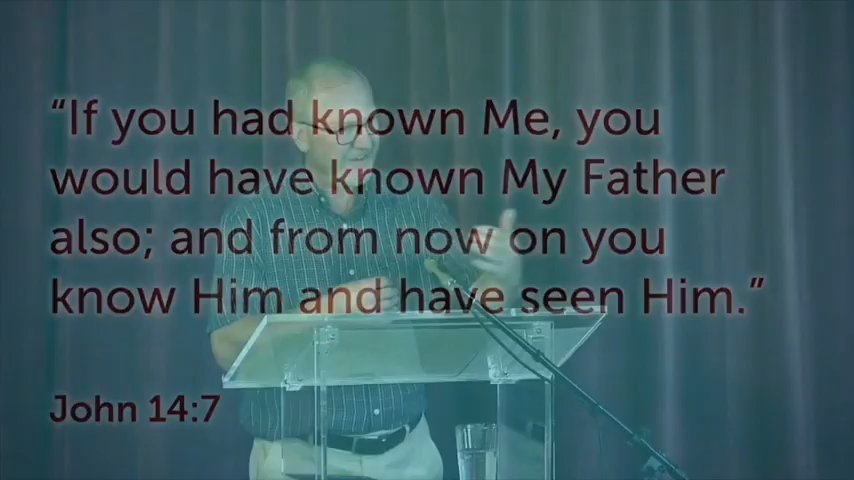 “If you had known Me, you
would have known My Father
also; and from now on you
know Him and have seen Him.”
John 14:7